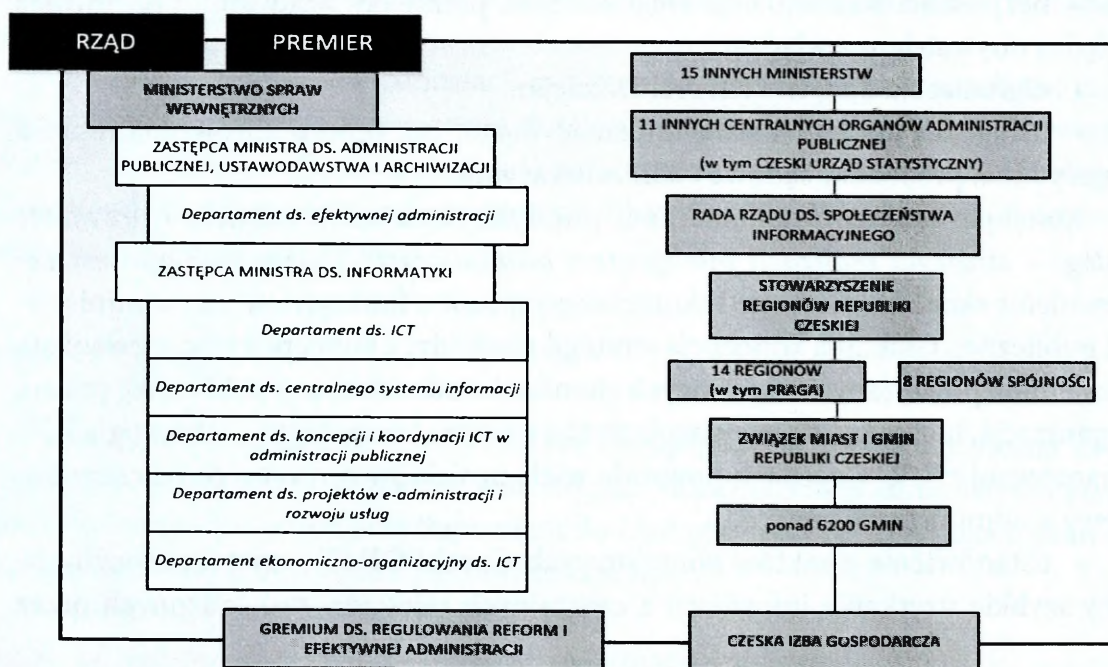 RZĄD
PREMIER
MINISTERSTWO SPRAW
WEWNĘTRZNYCH
ZASTĘPCA MINISTRA DS. ADMINISTRACJI
PUBLICZNEJ, USTAWODAWSTWA I ARCHIWIZACJI
Departament ds. efektywnej administracji
ZASTĘPCA MINISTRA DS. INFORMATYKI
Departament ds. ICT
Departament ds. centralnego systemu informacji
Departament ds. koncepcji i koordynacji ICT w
administracji publicznej
Departament ds. projektów e-administracji i
rozwoju usług
Departament ekonomiczno-organizacyjny ds. ICT
GREMIUM DS. REGULOWANIA REFORM I
EFEKTYWNEJ ADMINISTRACJI
15 INNYCH MINISTERSTW
11 INNYCH CENTRALNYCH ORGANÓW ADMINISTRACJI
PUBLICZNEJ
(w tym CZESKI URZĄD STATYSTYCZNY)
RADA RZĄDU DS. SPOŁECZEŃSTWA
INFORMACYJNEGO
STOWARZYSZENIE
REGIONÓW REPUBLIKI
CZESKIEJ
14 REGIONÓW
(w tym PRAGA)
8 REGIONÓW SPÓJNOŚCI
ZWIĄZEK MIAST I GMIN
REPUBLIKI CZESKIEJ
ponad 6200 GMIN
CZESKA IZBA GOSPODARCZA